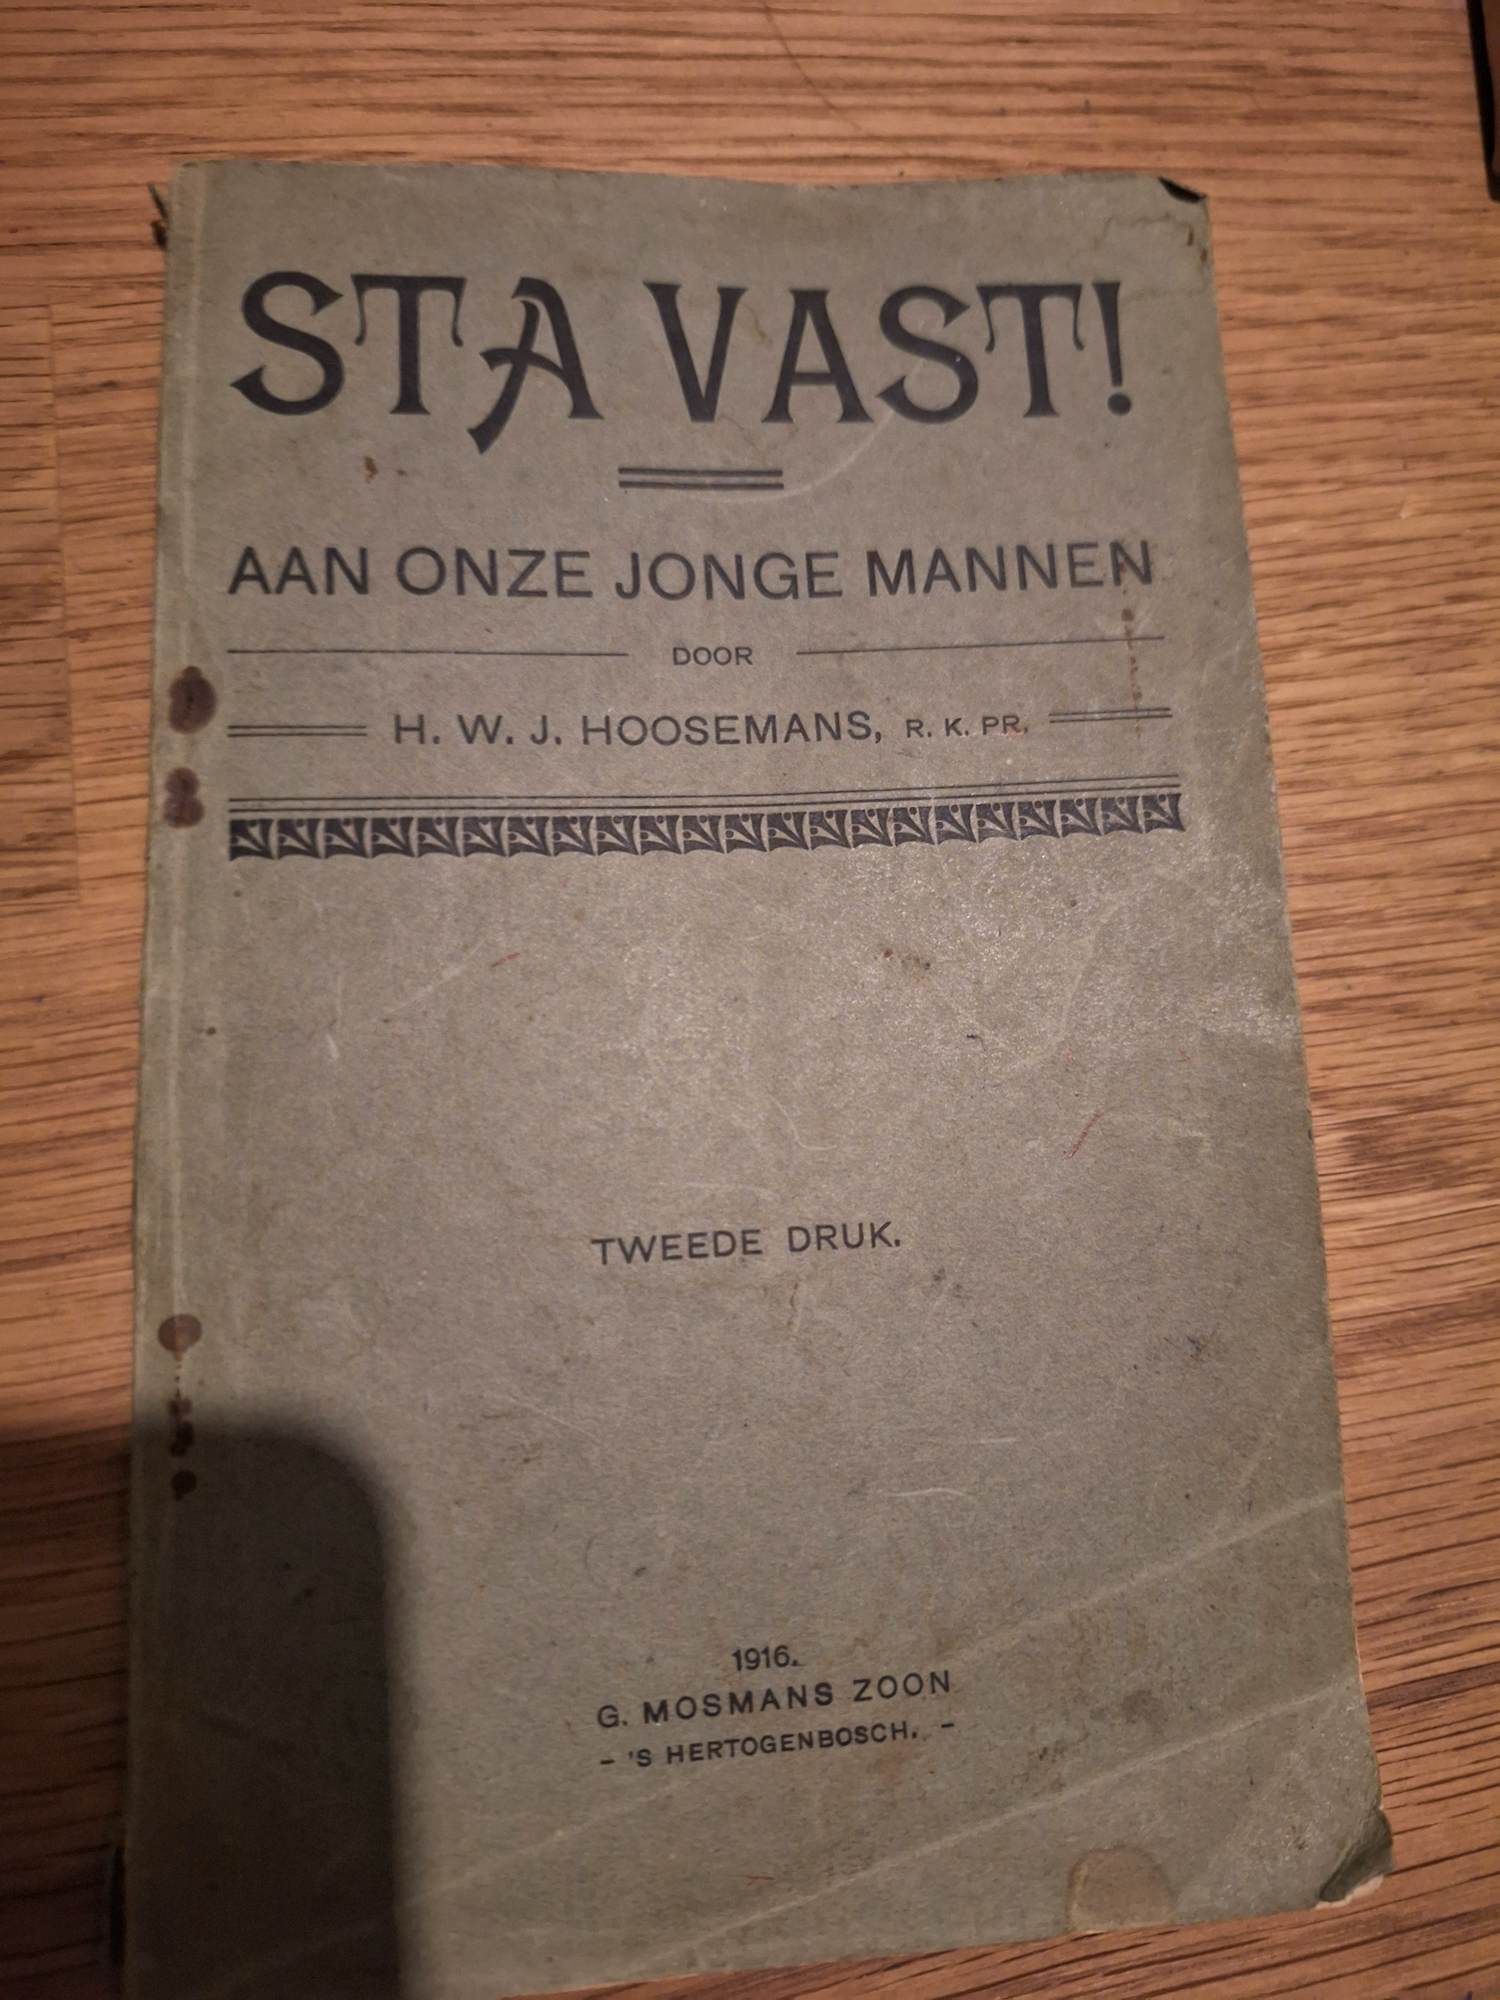 STA VAST!
AAN ONZE JONGE MANNEN
DOOR
H. W. J. HOOSEMANS, R. K. PR.
TWEEDE DRUK.
1916.
G. MOSMANS ZOON
- 'S HERTOGENBOSCH. -